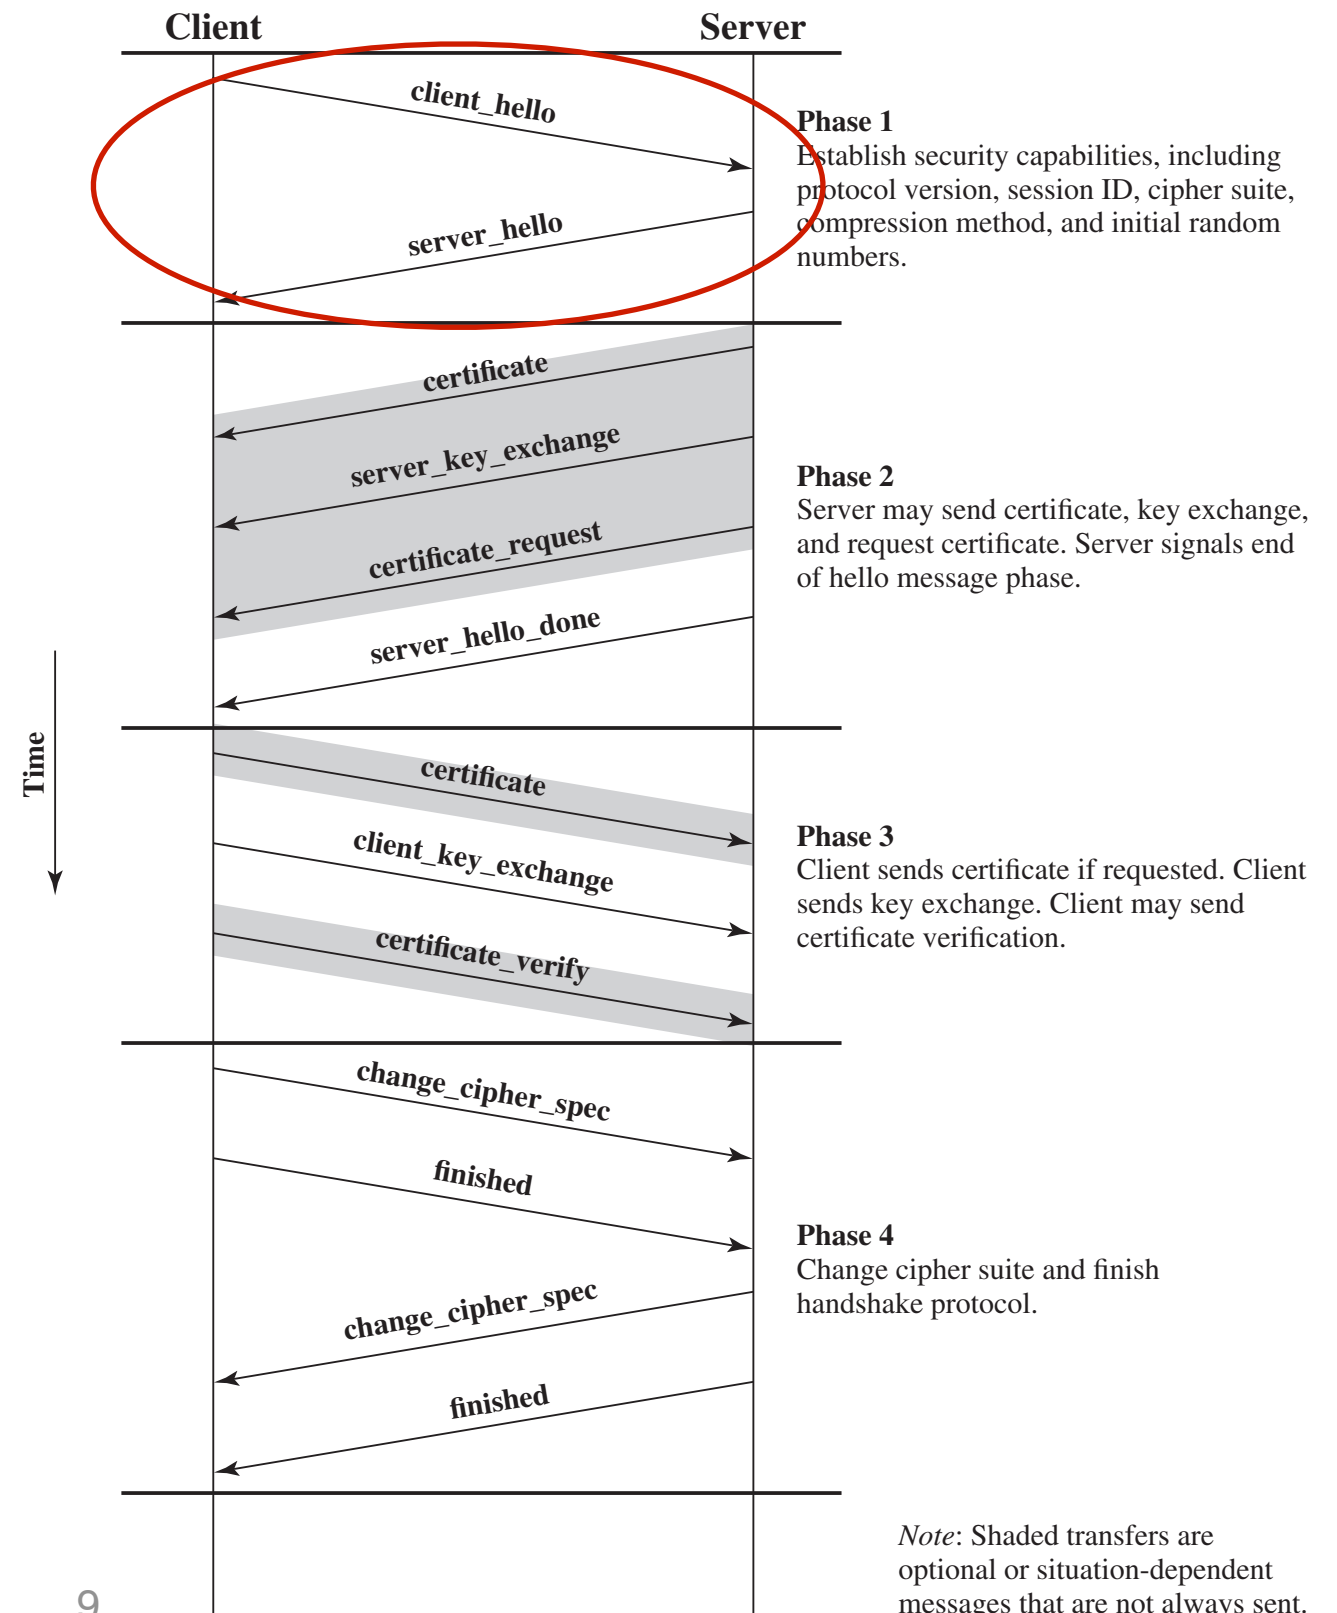 Client
Server
client_hello
Phase 1
Establish security capabilities, including
protocol version, session ID, cipher suite,
compression method, and initial random
numbers.
server_hello
certificate
server_key_exchange
certificate_request
server_hello_done
Phase 2
Server may send certificate, key exchange,
and request certificate. Server signals end
of hello message phase.
Time
certificate
client_key_exchange
certificate_verify
Phase 3
Client sends certificate if requested. Client
sends key exchange. Client may send
certificate verification.
change_cipher_spec
finished
change_cipher_spec
finished
Phase 4
Change cipher suite and finish
handshake protocol.
Note: Shaded transfers are
optional or situation-dependent
messages that are not always sent.
9